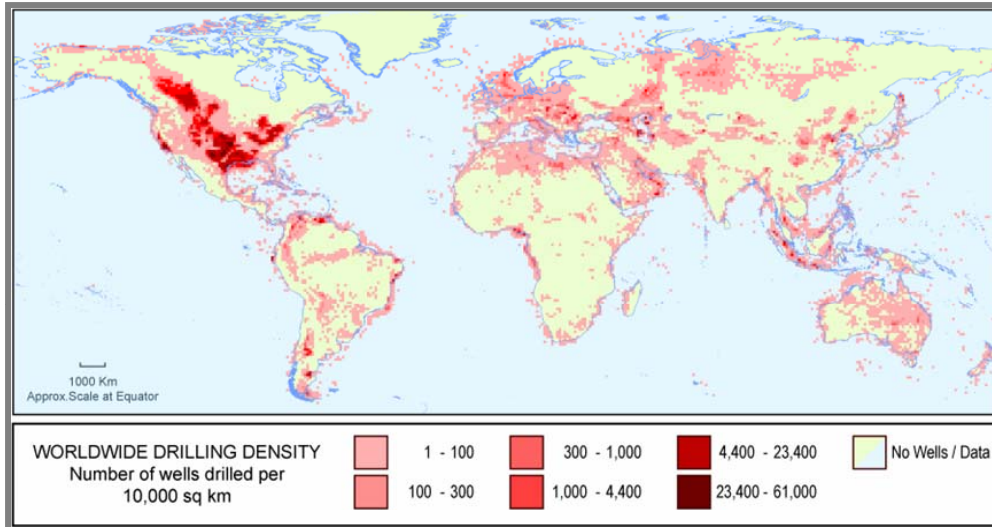 1000 Km
Approx.Scale at Equator
WORLDWIDE DRILLING DENSITY
Number of wells drilled per
10,000 sq km
1 - 100
100 - 300
300 - 1,000
1,000 - 4,400
4,400 - 23,400
23,400 - 61,000
No Wells / Data